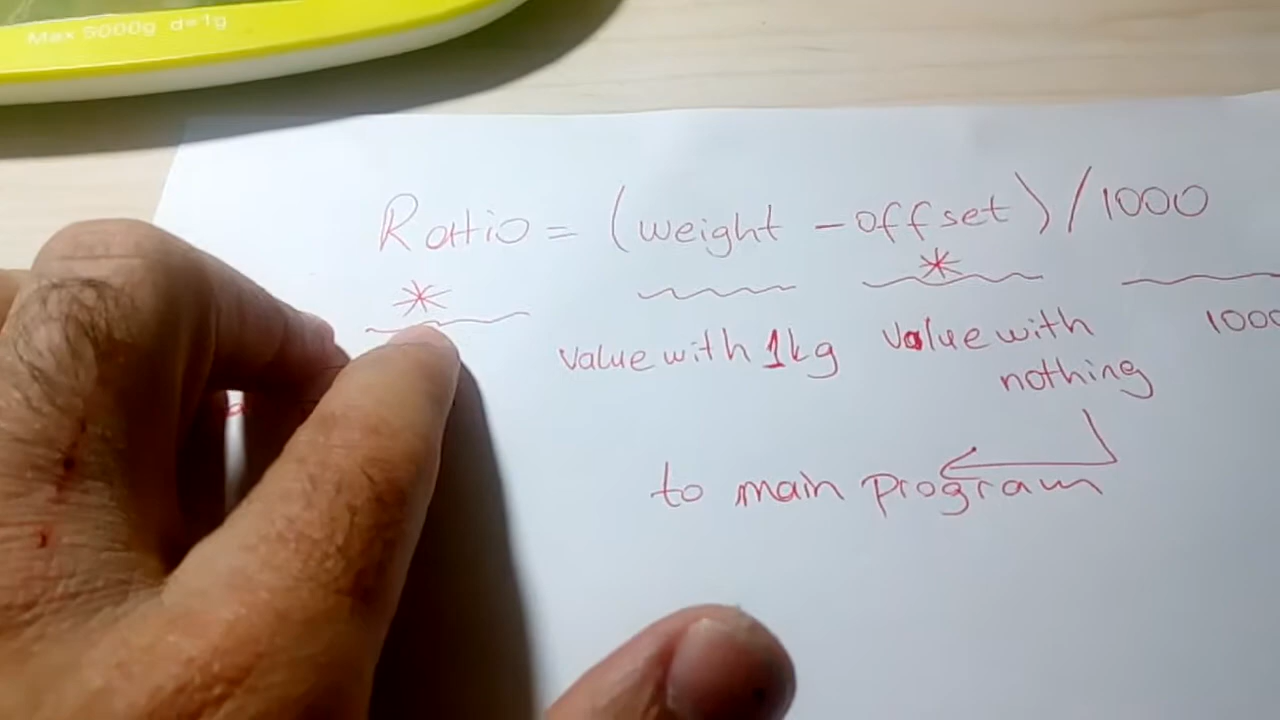 Max 5000g d=1g
Ratio = (weight - offset) / 1000
* *
value with 1kg value with 1000
nothing
to main program